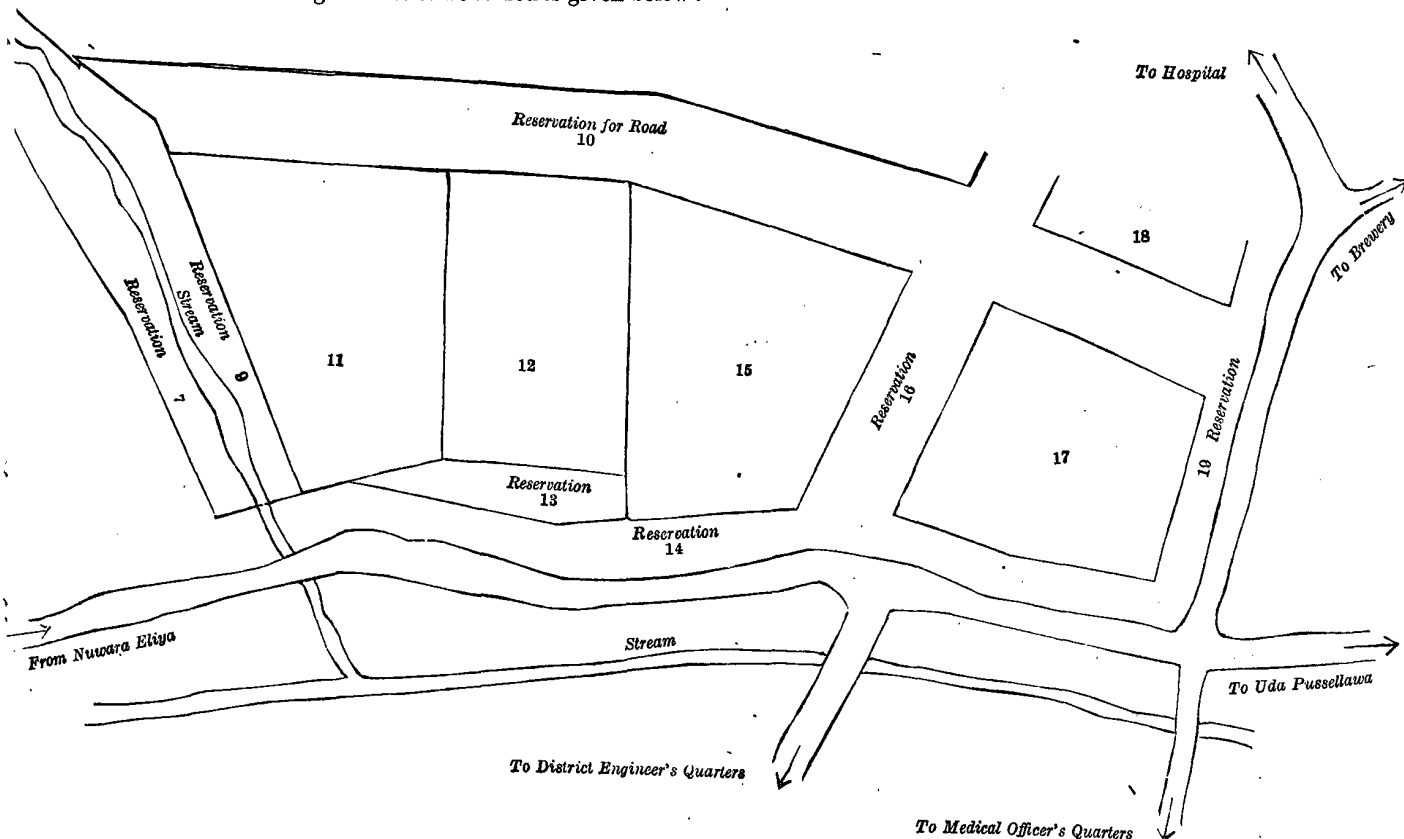 To Hospital
Reservation for Road
10
18
To Brewery
Reservation
Stream
9
Reservation
7
11
12
15
Reservation
16
17
19 Reservation
Reservation
13
Reservation
14
From Nuwara Eliya
Stream
To Uda Pussellawa
To District Engineer's Quarters
To Medical Officer's Quarters